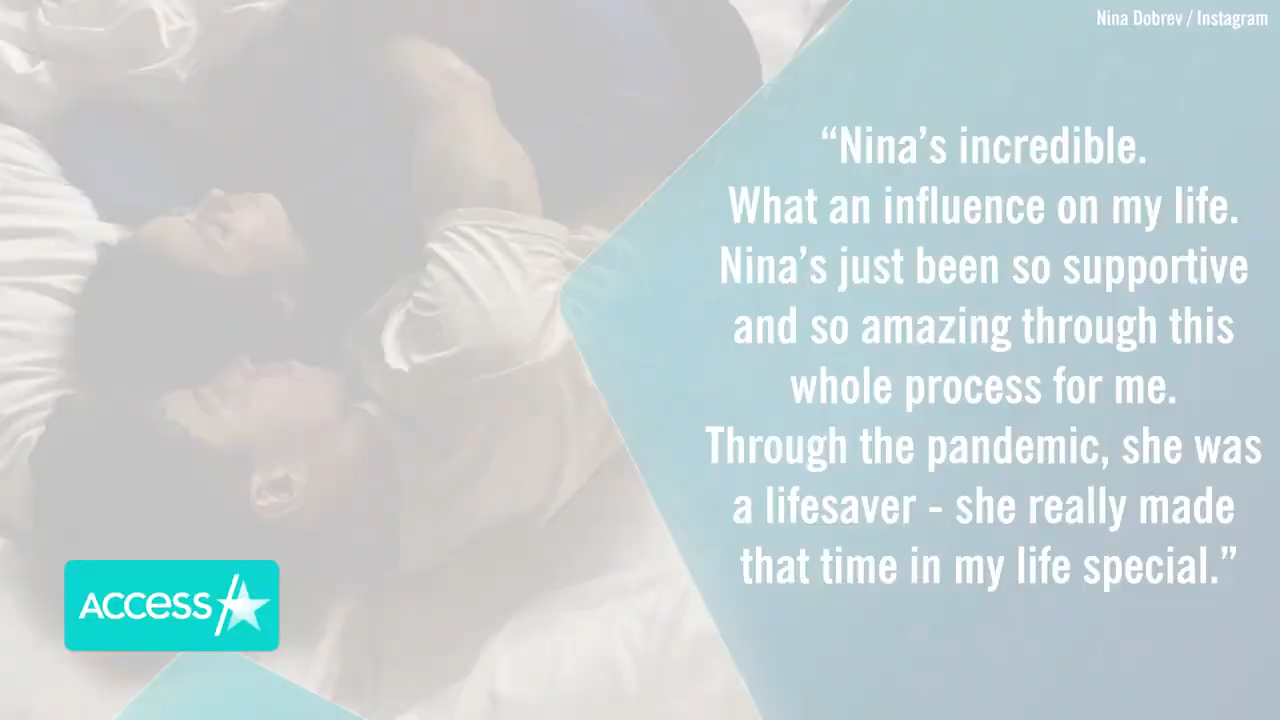 Nina Dobrev / Instagram
“Nina’s incredible.
What an influence on my life.
Nina’s just been so supportive
and so amazing through this
whole process for me.
Through the pandemic, she was
a lifesaver - she really made
that time in my life special.”
ACCESS